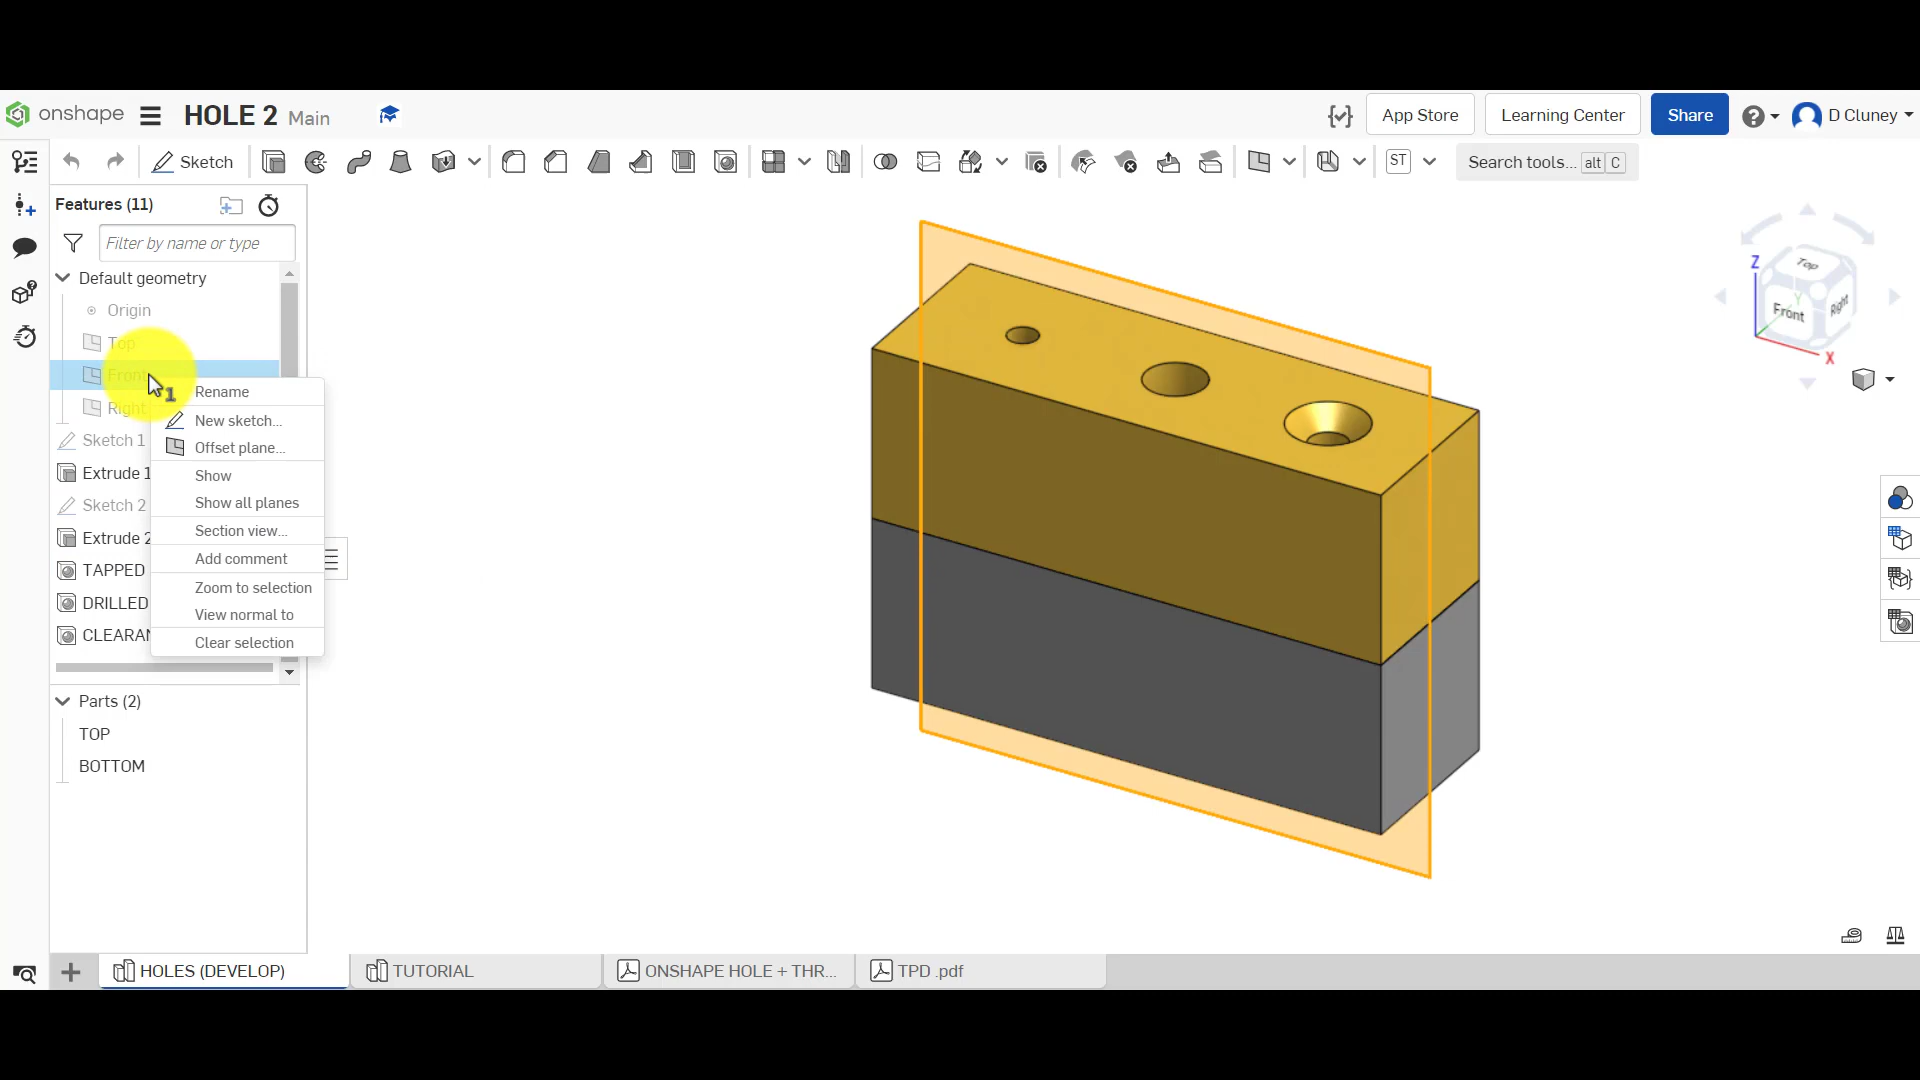 onshape HOLE 2 Main App Store Learning Center Share D Cluney
Sketch ST Search tools... alt C
Features (11)
Filter by name or type
Default geometry
Origin
Top
Front
Right
Sketch 1
Extrude 1
Sketch 2
Extrude 2
TAPPED
DRILLED
CLEARAN
1
Rename
New sketch...
Offset plane...
Show
Show all planes
Section view...
Add comment
Zoom to selection
View normal to
Clear selection
Parts (2)
TOP
BOTTOM
Z
Top
Y
Front
Right
X
HOLES (DEVELOP) TUTORIAL ONSHAPE HOLE + THR... TPD .pdf